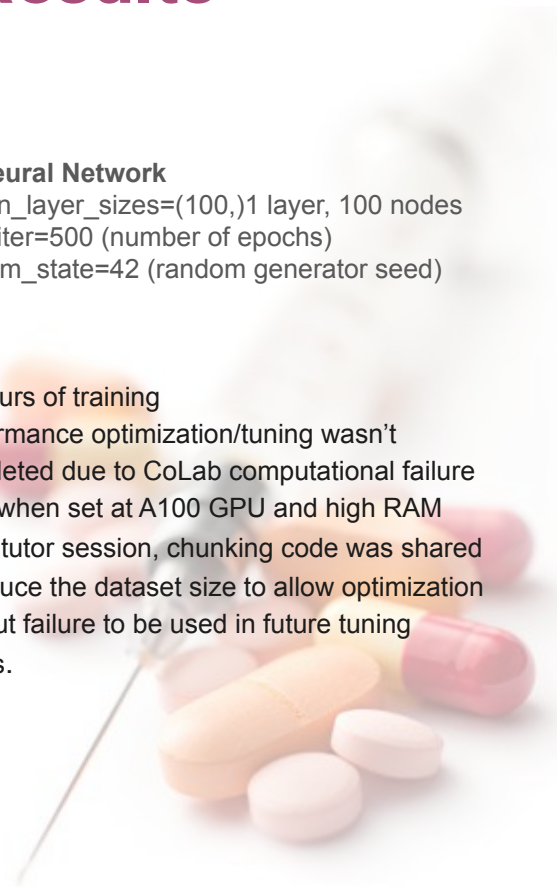 eural Network
n_layer_sizes=(100,)1 layer, 100 nodes
iter=500 (number of epochs)
m_state=42 (random generator seed)
urs of training
rmance optimization/tuning wasn't
leted due to CoLab computational failure
when set at A100 GPU and high RAM
tutor session, chunking code was shared
uce the dataset size to allow optimization
ut failure to be used in future tuning
s.